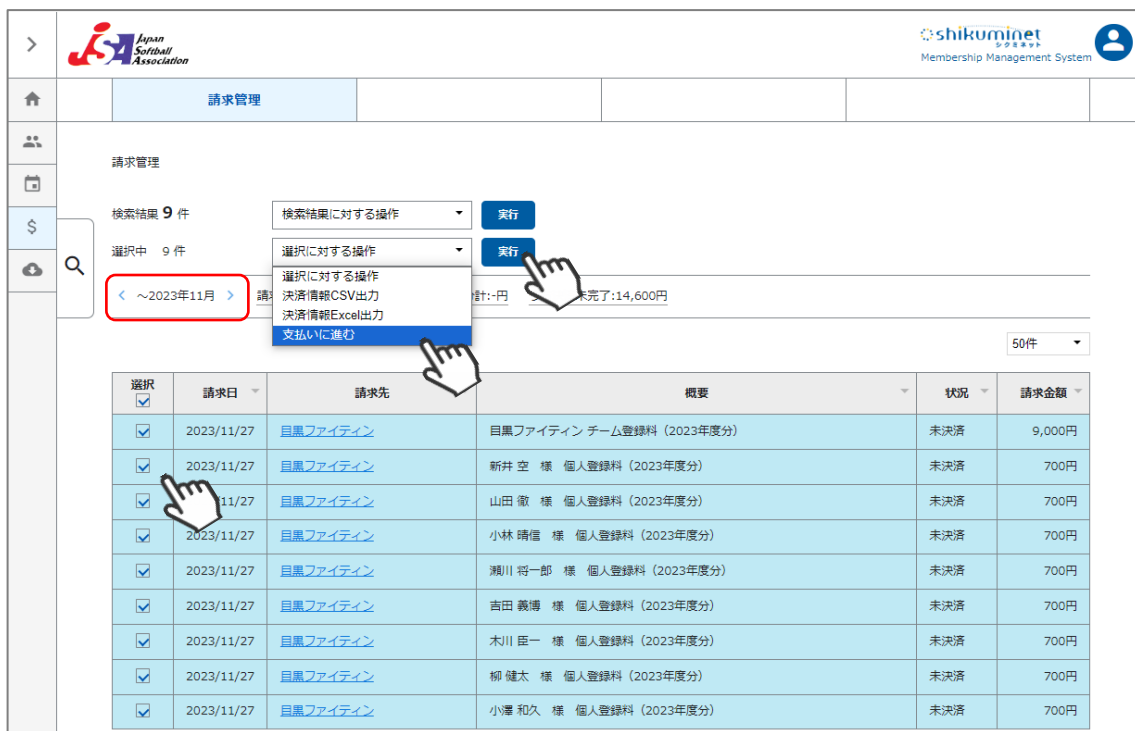 Japan
Softball
Association
shikuminet
シクミネット
Membership Management System
請求管理
請求管理
検索結果 9 件
検索結果に対する操作
実行
選択中 9 件
選択に対する操作
実行
選択に対する操作
決済情報CSV出力
決済情報Excel出力
支払いに進む
~2023年11月
:-円
未完了:14,600円
50件
選択 請求日 請求先 概要 状況 請求金額
2023/11/27 目黒ファイティン 目黒ファイティン チーム登録料（2023年度分） 未決済 9,000円
2023/11/27 目黒ファイティン 新井 空 様 個人登録料（2023年度分） 未決済 700円
11/27 目黒ファイティン 山田 徹 様 個人登録料（2023年度分） 未決済 700円
2023/11/27 目黒ファイティン 小林 晴信 様 個人登録料（2023年度分） 未決済 700円
2023/11/27 目黒ファイティン 瀬川 将一郎 様 個人登録料（2023年度分） 未決済 700円
2023/11/27 目黒ファイティン 吉田 義博 様 個人登録料（2023年度分） 未決済 700円
2023/11/27 目黒ファイティン 木川 臣一 様 個人登録料（2023年度分） 未決済 700円
2023/11/27 目黒ファイティン 柳 健太 様 個人登録料（2023年度分） 未決済 700円
2023/11/27 目黒ファイティン 小澤 和久 様 個人登録料（2023年度分） 未決済 700円